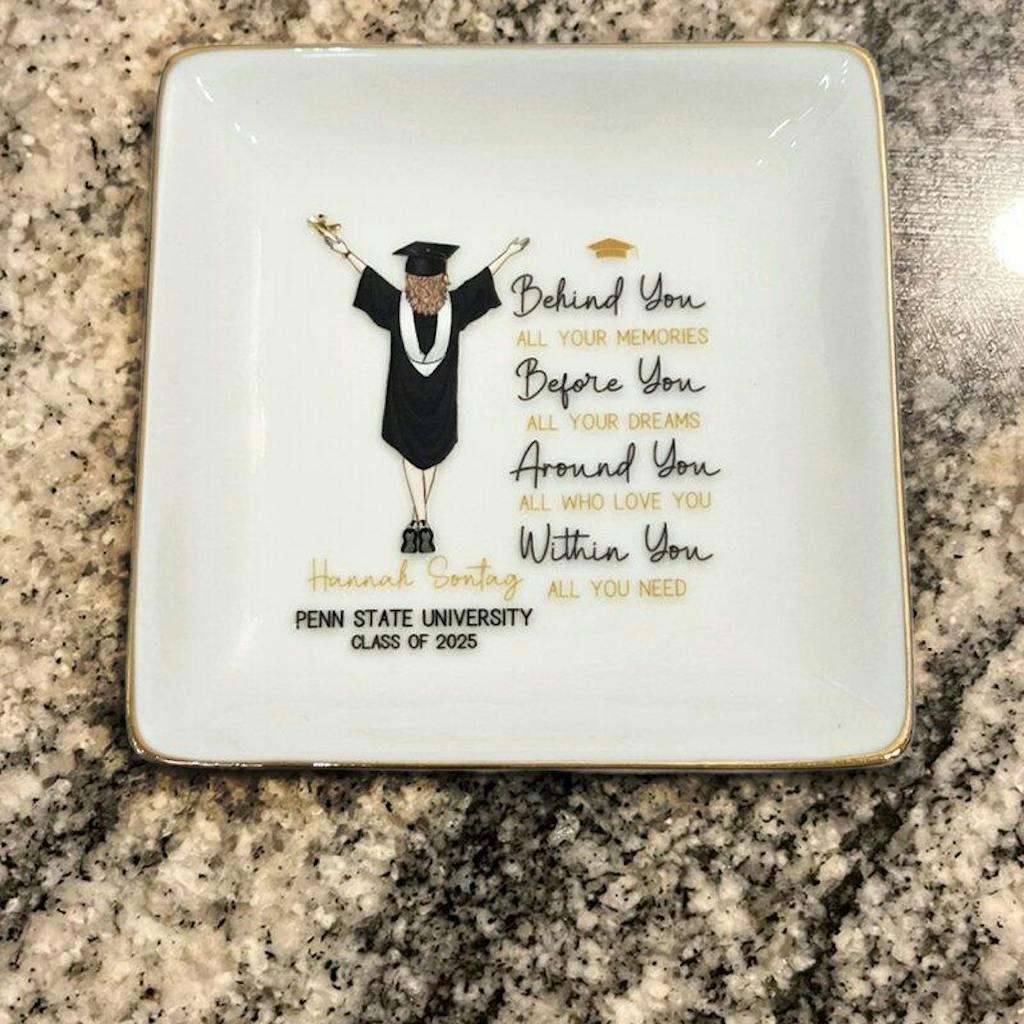 Behind You
ALL YOUR MEMORIES
Before You
ALL YOUR DREAMS
Around You
ALL WHO LOVE YOU
Within You
ALL YOU NEED
Hannah Sontag
PENN STATE UNIVERSITY
CLASS OF 2025